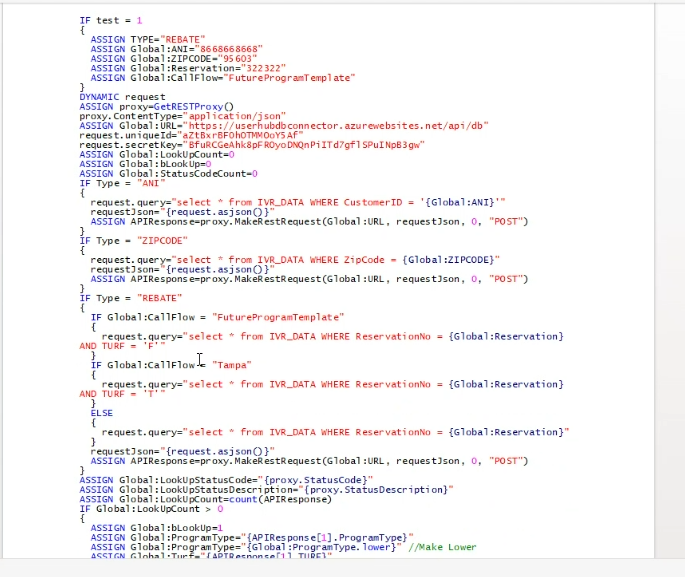 IF test = 1
{
ASSIGN TYPE="REBATE"
ASSIGN Global:ANI="8668668668"
ASSIGN Global:ZIPCODE="95603"
ASSIGN Global:Reservation="322322"
ASSIGN Global:CallFlow="FutureProgramTemplate"
}
DYNAMIC request
ASSIGN proxy=GetRESTProxy()
proxy.ContentType="application/json"
ASSIGN Global:URL="https://userhubdbconnector.azurewebsites.net/api/db"
request.uniqueId="aZtBxrBF0hOTMMOoY5Af"
request.secretKey="BfuRCGeAhk8pFROyoDNQnPiITd7gflSPuINpB3gw"
ASSIGN Global:LookUpCount=0
ASSIGN Global:bLookUp=0
ASSIGN Global:StatusCodeCount=0
IF Type = "ANI"
{
request.query="select * from IVR_DATA WHERE CustomerID = '{Global:ANI}'"
requestJson="{request.asjson()}"
ASSIGN APIResponse=proxy.MakeRestRequest(Global:URL, requestJson, 0, "POST")
}
IF Type = "ZIPCODE"
{
request.query="select * from IVR_DATA WHERE ZipCode = {Global:ZIPCODE}"
requestJson="{request.asjson()}"
ASSIGN APIResponse=proxy.MakeRestRequest(Global:URL, requestJson, 0, "POST")
}
IF Type = "REBATE"
{
IF Global:CallFlow = "FutureProgramTemplate"
{
request.query="select * from IVR_DATA WHERE ReservationNo = {Global:Reservation}
AND TURF = 'F'"
}
IF Global:CallFlow = "Tampa"
{
request.query="select * from IVR_DATA WHERE ReservationNo = {Global:Reservation}
AND TURF = 'T'"
}
ELSE
{
request.query="select * from IVR_DATA WHERE ReservationNo = {Global:Reservation}"
}
requestJson="{request.asjson()}"
ASSIGN APIResponse=proxy.MakeRestRequest(Global:URL, requestJson, 0, "POST")
}
ASSIGN Global:LookUpStatusCode="{proxy.StatusCode}"
ASSIGN Global:LookUpStatusDescription="{proxy.StatusDescription}"
ASSIGN Global:LookUpCount=count(APIResponse)
IF Global:LookUpCount > 0
{
ASSIGN Global:bLookUp=1
ASSIGN Global:ProgramType="{APIResponse[1].ProgramType}"
ASSIGN Global:ProgramType="{Global:ProgramType.lower}" //Make Lower
ASSIGN Global:Turf="{APIResponse[1].TURF}"